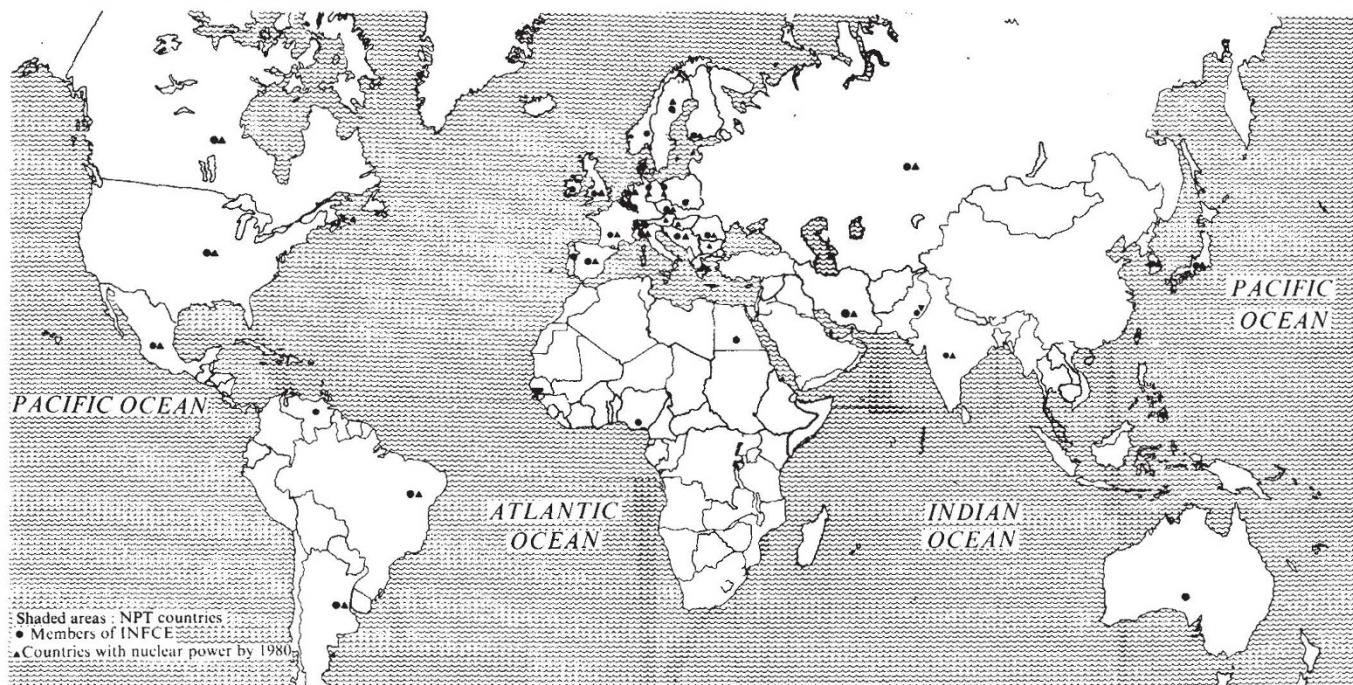 PACIFIC
OCEAN
PACIFIC OCEAN
ATLANTIC
OCEAN
INDIAN
OCEAN
Shaded areas : NPT countries
● Members of INFCE
▲Countries with nuclear power by 1980